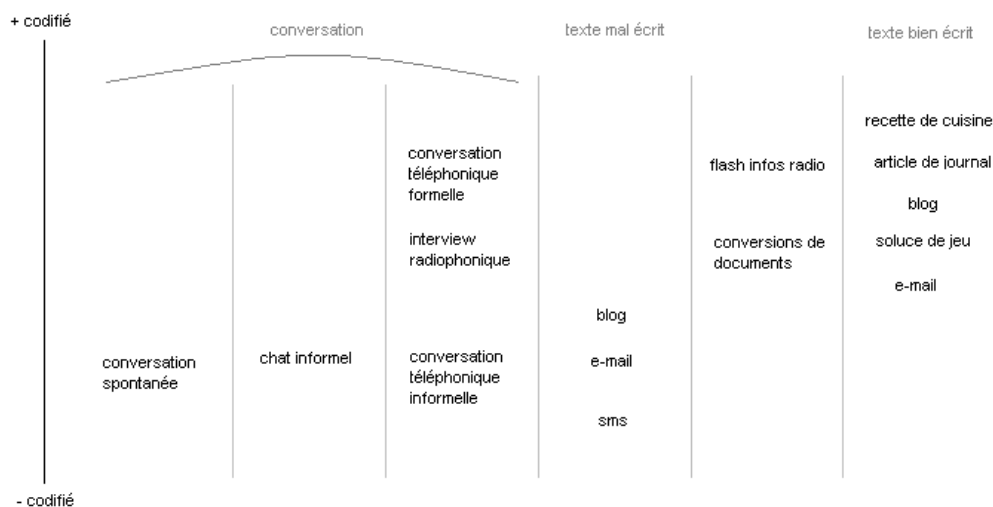 + codifié
conversation
texte mal écrit
texte bien écrit
conversation
spontanée
chat informel
conversation
téléphonique
formelle
interview
radiophonique
conversation
téléphonique
informelle
blog
e-mail
sms
flash infos radio
conversions de
documents
recette de cuisine
article de journal
blog
soluce de jeu
e-mail
- codifié